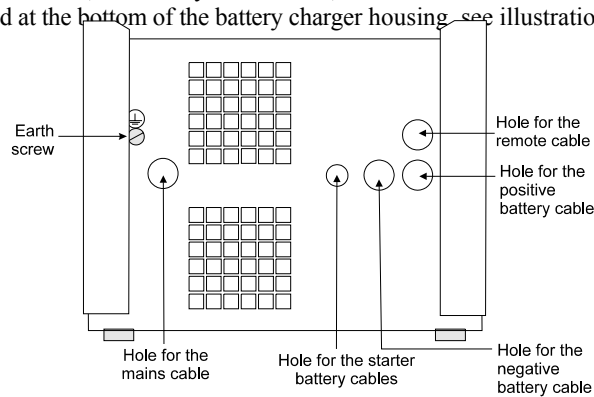 d at the bottom of the battery charger housing, see illustratio
Earth
screw
Hole for the
remote cable
Hole for the
positive
battery cable
Hole for the
mains cable
Hole for the starter
battery cables
Hole for the
negative
battery cable